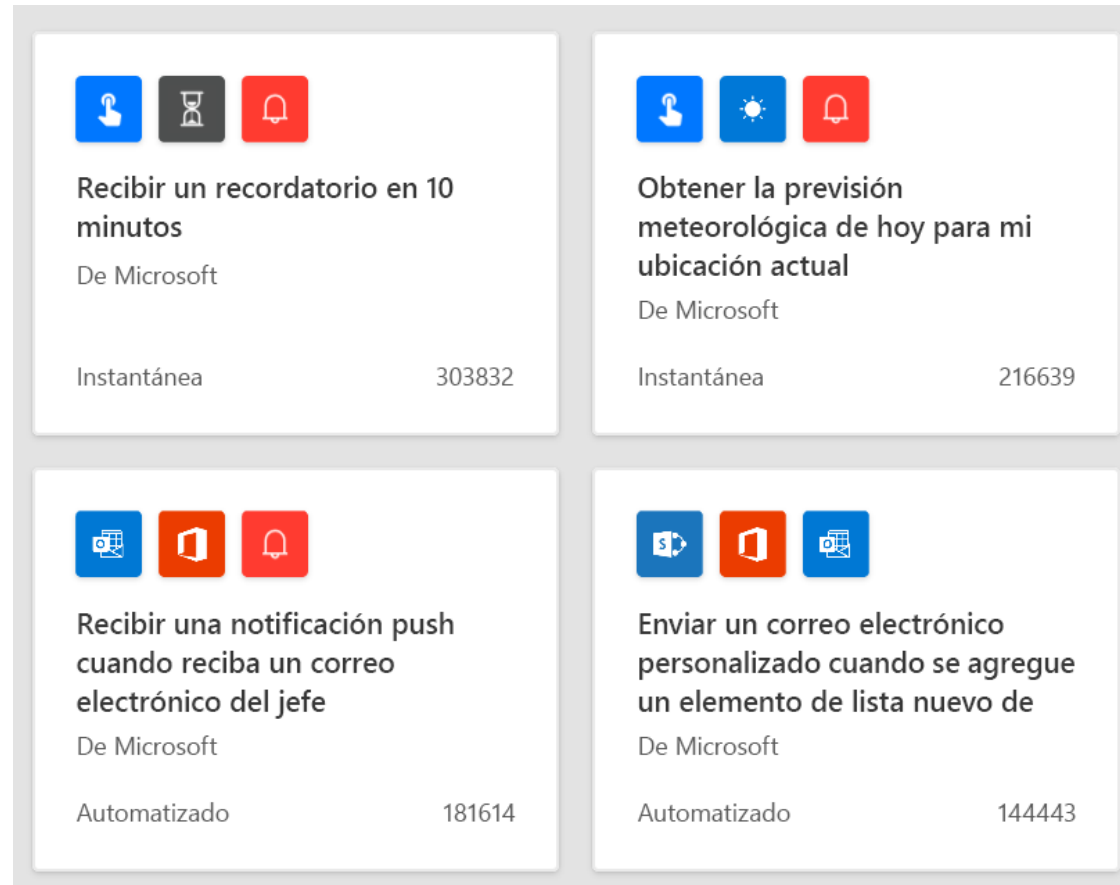 Recibir un recordatorio en 10
minutos
De Microsoft
Instantánea 303832
Obtener la previsión
meteorológica de hoy para mi
ubicación actual
De Microsoft
Instantánea 216639
Recibir una notificación push
cuando reciba un correo
electrónico del jefe
De Microsoft
Automatizado 181614
Enviar un correo electrónico
personalizado cuando se agregue
un elemento de lista nuevo de
De Microsoft
Automatizado 144443